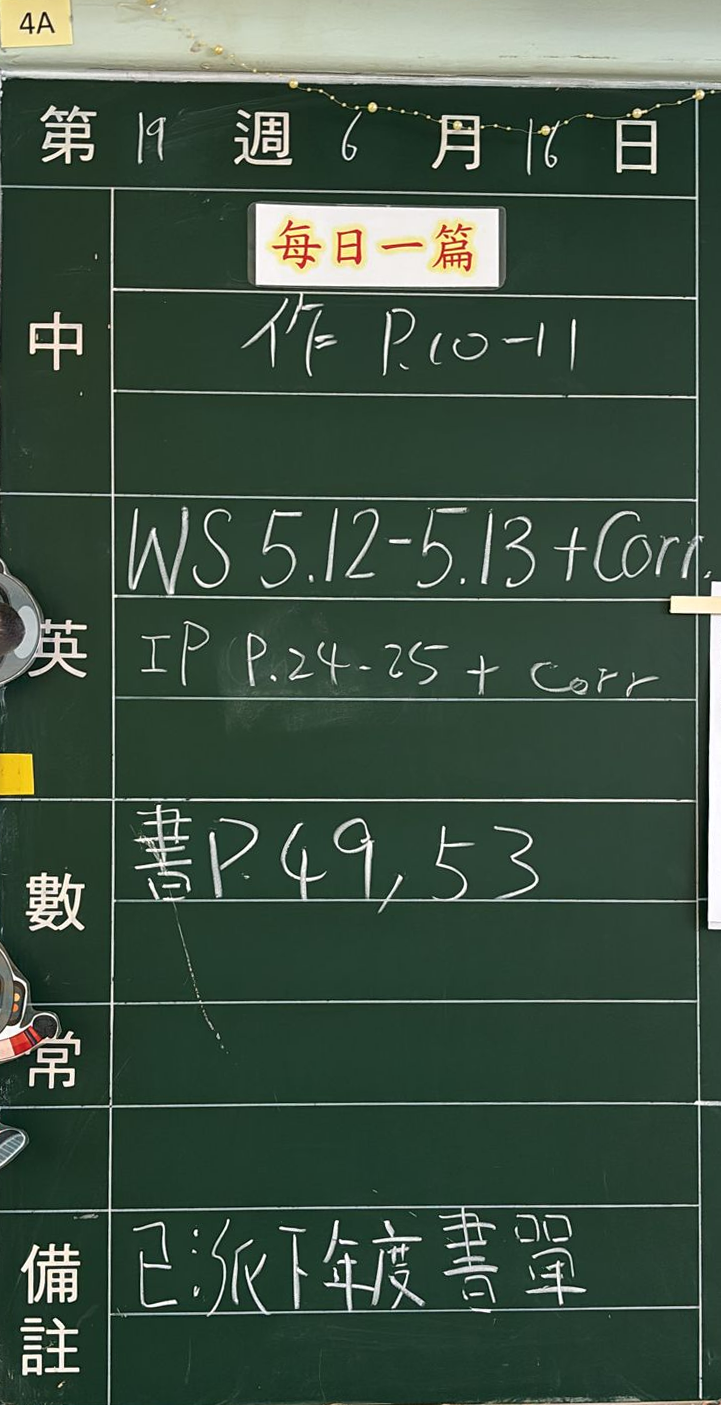 4A
第 19 週 6 月 16 日
每日一篇
中
作 P.10-11
WS 5.12-5.13 + Corr.
英
IP P.24-25 + corr
書P.49,53
數
常
已派下年度書單
備註